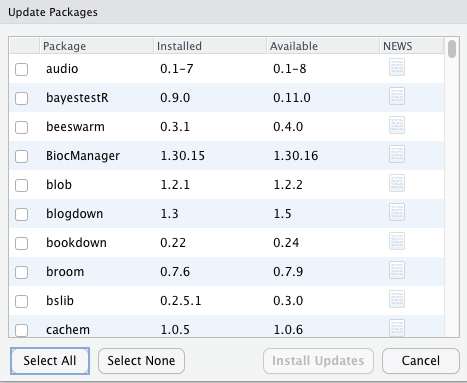 Update Packages
Package Installed Available NEWS
audio 0.1-7 0.1-8
bayestestR 0.9.0 0.11.0
beeswarm 0.3.1 0.4.0
BiocManager 1.30.15 1.30.16
blob 1.2.1 1.2.2
blogdown 1.3 1.5
bookdown 0.22 0.24
broom 0.7.6 0.7.9
bslib 0.2.5.1 0.3.0
cachem 1.0.5 1.0.6
Select All Select None Install Updates Cancel